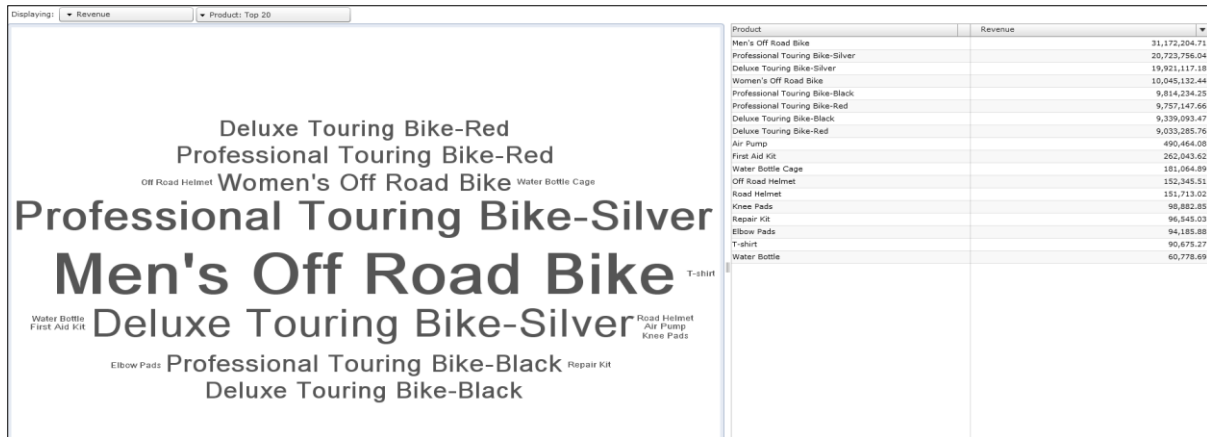 Displaying: Revenue Product: Top 20
Deluxe Touring Bike-Red
Professional Touring Bike-Red
Off Road Helmet Women's Off Road Bike Water Bottle Cage
Professional Touring Bike-Silver
Men's Off Road Bike T-shirt
Water Bottle
First Aid Kit
Deluxe Touring Bike-Silver
Road Helmet
Air Pump
Knee Pads
Elbow Pads Professional Touring Bike-Black Repair Kit
Deluxe Touring Bike-Black
Product Revenue
Men's Off Road Bike 31,172,204.71
Professional Touring Bike-Silver 20,723,756.04
Deluxe Touring Bike-Silver 19,921,117.18
Women's Off Road Bike 10,045,132.44
Professional Touring Bike-Black 9,814,234.25
Professional Touring Bike-Red 9,757,147.66
Deluxe Touring Bike-Black 9,339,093.47
Deluxe Touring Bike-Red 9,033,285.76
Air Pump 490,464.08
First Aid Kit 262,043.62
Water Bottle Cage 181,064.89
Off Road Helmet 152,345.51
Road Helmet 151,713.02
Knee Pads 98,882.85
Repair Kit 96,545.03
Elbow Pads 94,185.88
T-shirt 90,675.27
Water Bottle 60,778.69